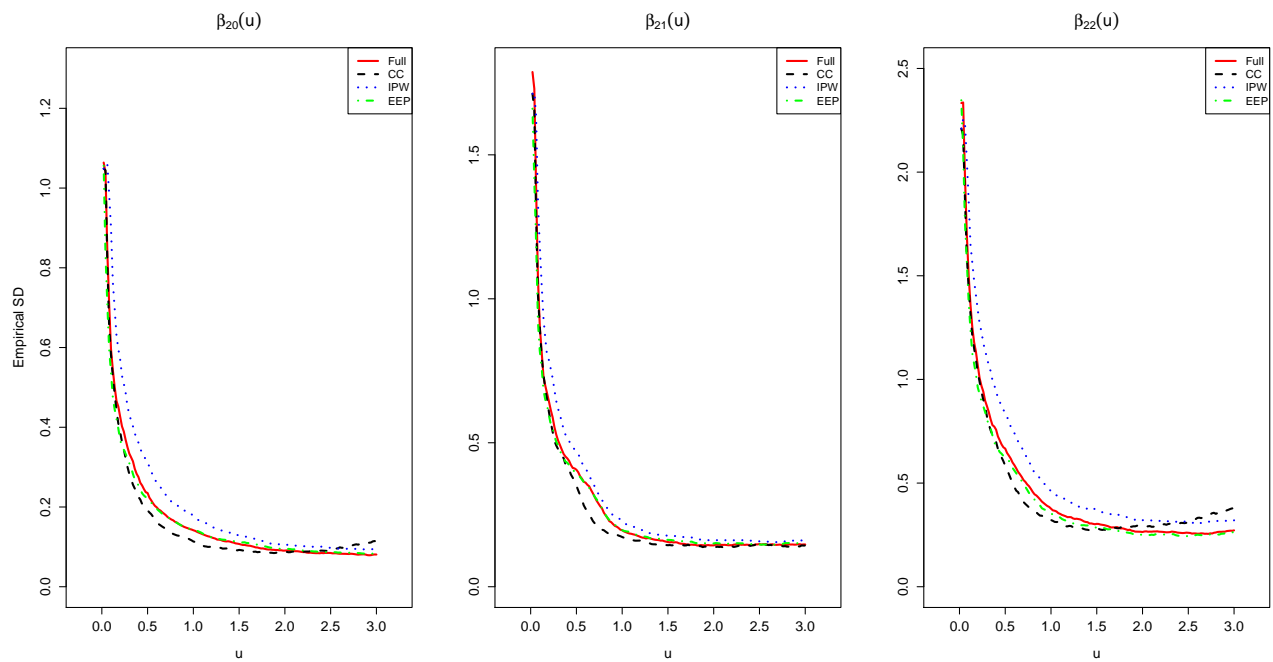 β20(u)
Full
CC
IPW
EEP
Empirical SD
0.0 0.2 0.4 0.6 0.8 1.0 1.2
0.0 0.5 1.0 1.5 2.0 2.5 3.0
u
β21(u)
Full
CC
IPW
EEP
0.0 0.5 1.0 1.5
0.0 0.5 1.0 1.5 2.0 2.5 3.0
u
β22(u)
Full
CC
IPW
EEP
0.0 0.5 1.0 1.5 2.0 2.5
0.0 0.5 1.0 1.5 2.0 2.5 3.0
u